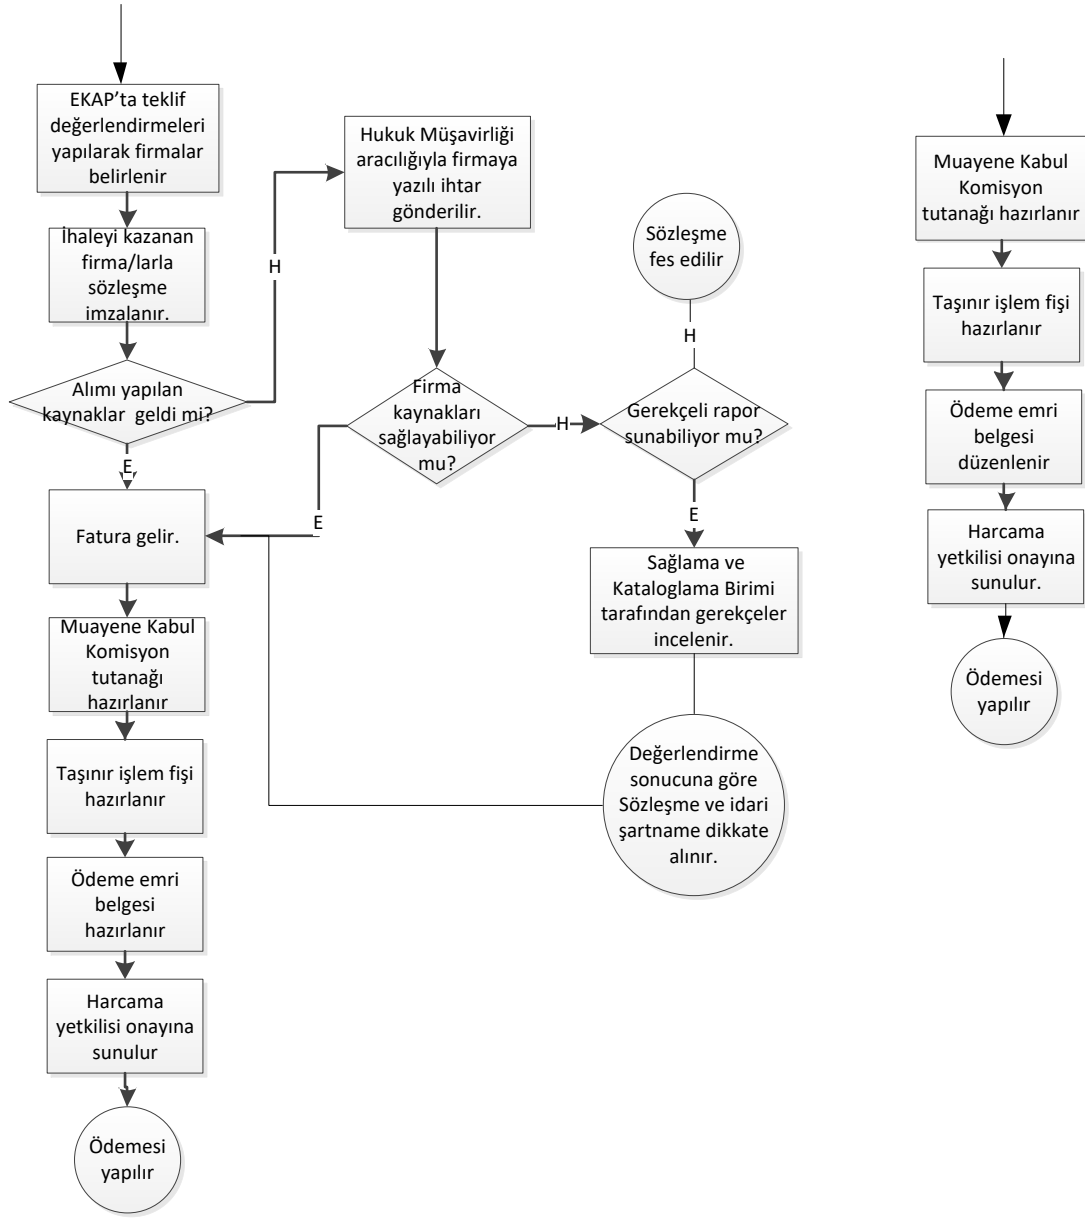 EKAP’ta teklif
değerlendirmeleri
yapılarak firmalar
belirlenir
İhaleyi kazanan
firma/larla
sözleşme
imzalanır.
Alımı yapılan
kaynaklar  geldi mi?
H
E
Hukuk Müşavirliği
aracılığıyla firmaya
yazılı ihtar
gönderilir.
Firma
kaynakları
sağlayabiliyor
mu?
H
E
Sözleşme
fes edilir
H
Gerekçeli rapor
sunabiliyor mu?
E
Sağlama ve
Kataloglama Birimi
tarafından gerekçeler
incelenir.
Değerlendirme
sonucuna göre
Sözleşme ve idari
şartname dikkate
alınır.
Fatura gelir.
Muayene Kabul
Komisyon
tutanağı
hazırlanır
Taşınır işlem fişi
hazırlanır
Ödeme emri
belgesi
hazırlanır
Harcama
yetkilisi onayına
sunulur
Ödemesi
yapılır
Muayene Kabul
Komisyon
tutanağı hazırlanır
Taşınır işlem fişi
hazırlanır
Ödeme emri
belgesi
düzenlenir
Harcama
yetkilisi onayına
sunulur.
Ödemesi
yapılır